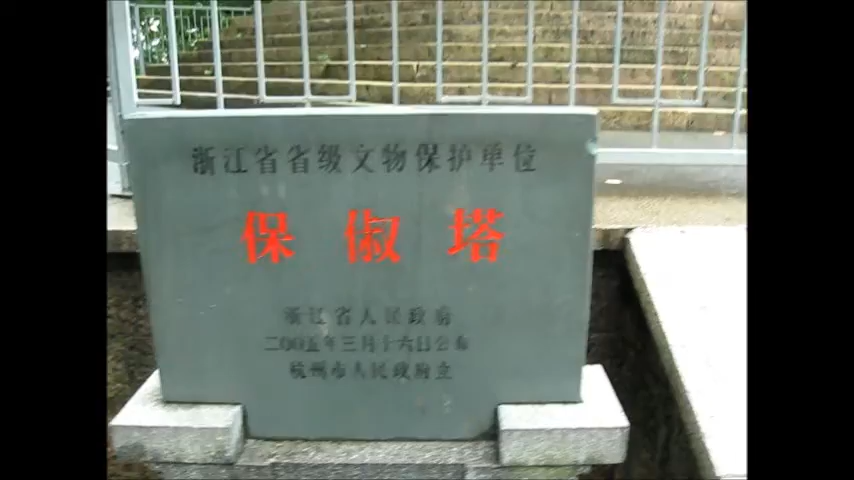 浙江省省级文物保护单位
保俶塔
浙江省人民政府
二00五年三月十六日公布
杭州市人民政府立